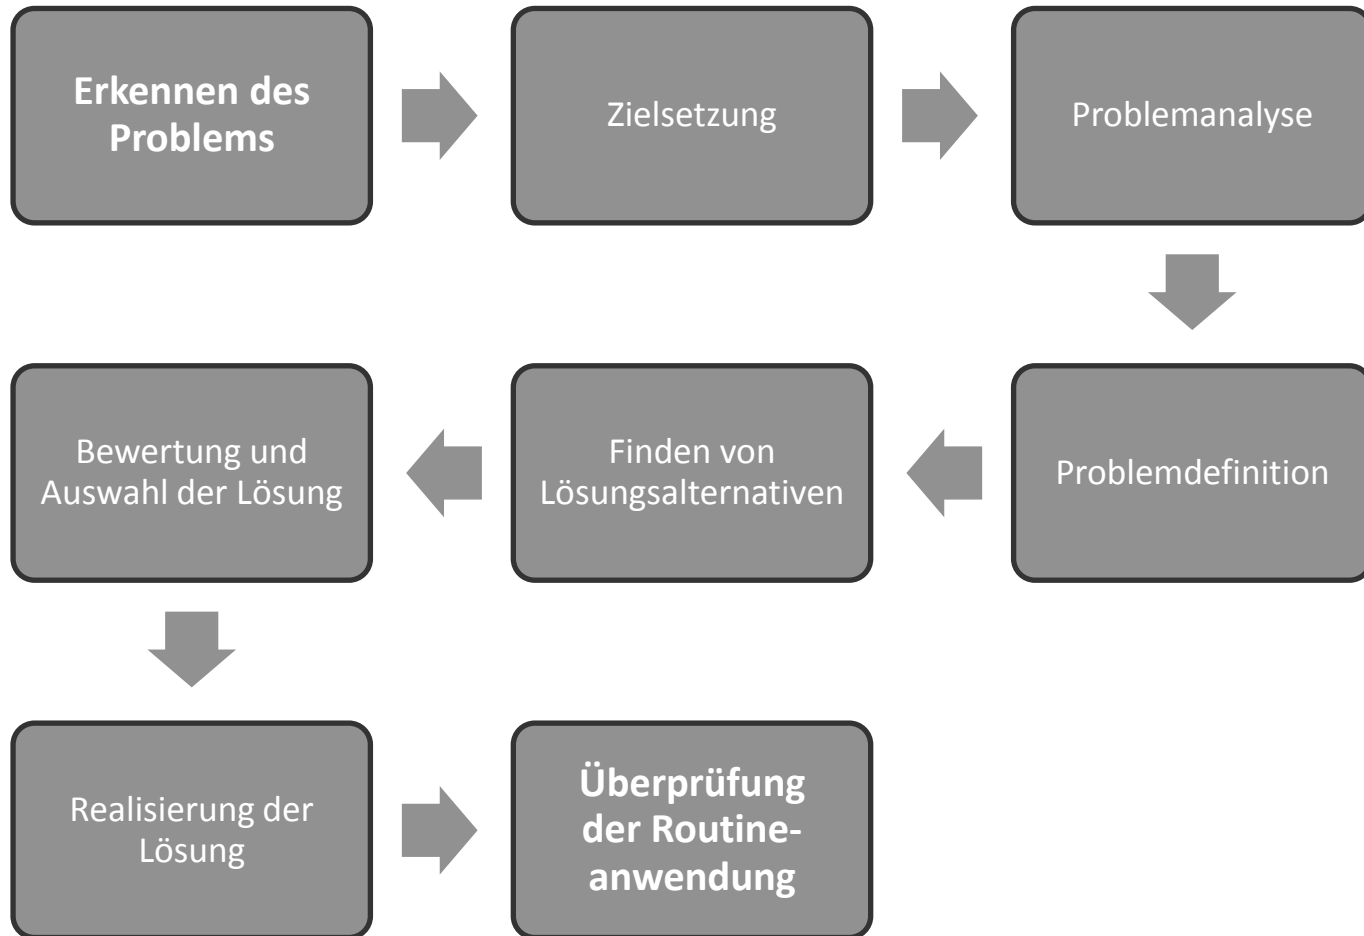 Erkennen des
Problems
Zielsetzung
Problemanalyse
Problemdefinition
Finden von
Lösungsalternativen
Bewertung und
Auswahl der Lösung
Realisierung der
Lösung
Überprüfung
der Routine-
anwendung